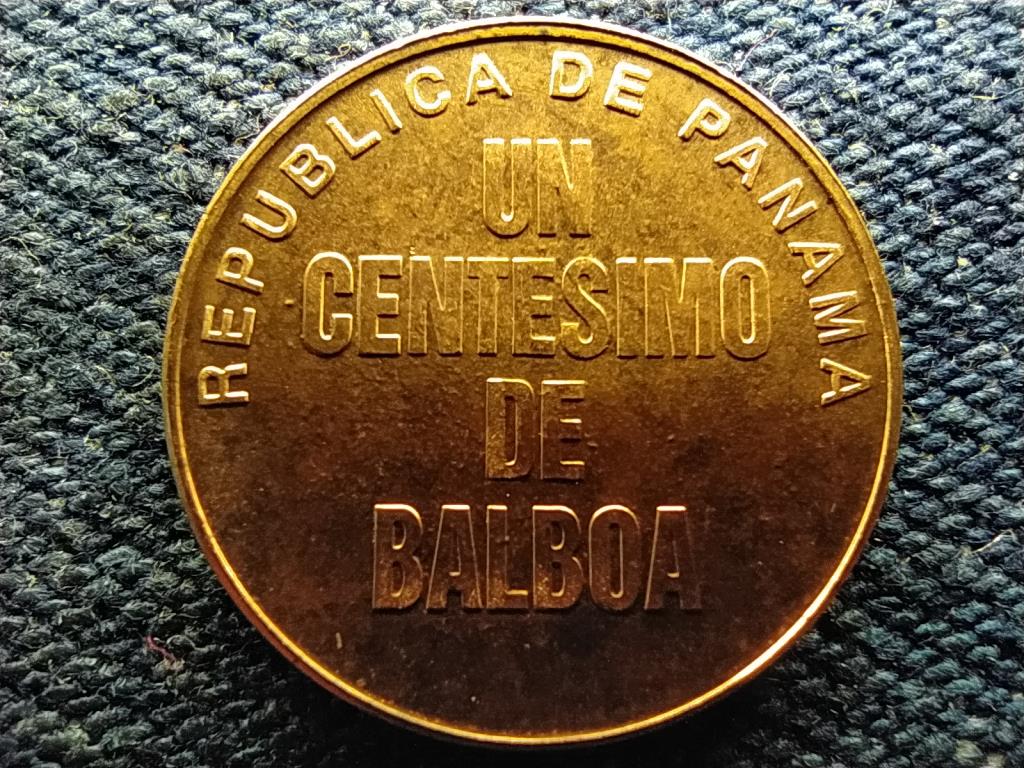 REPUBLICA DE PANAMA
UN
CENTESIMO
DE
BALBOA